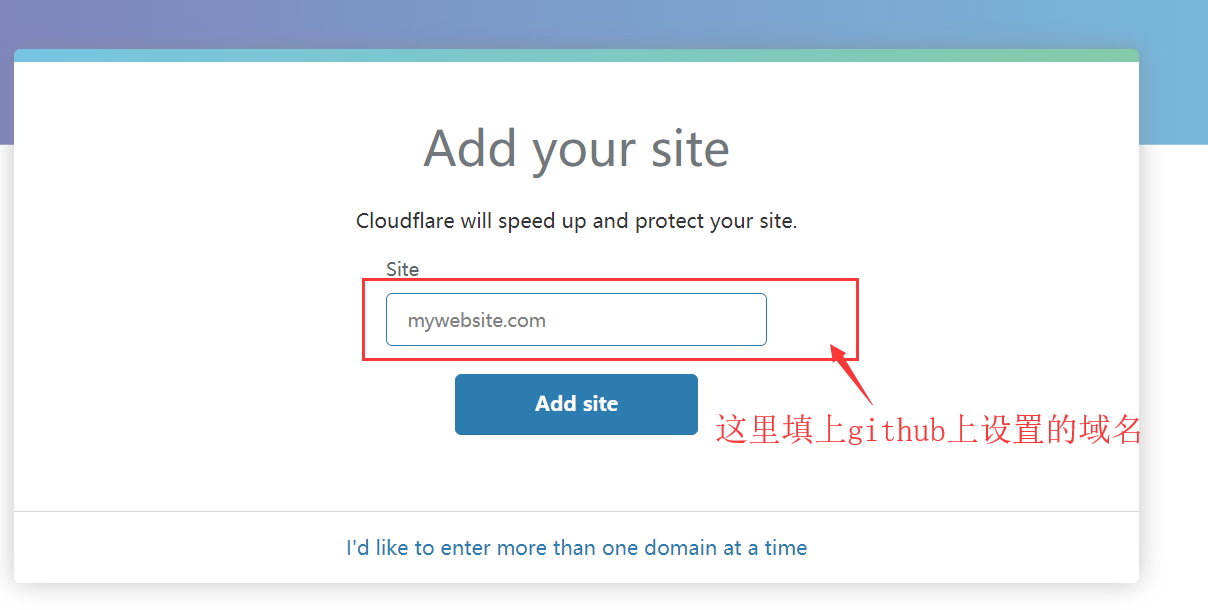 Add your site
Cloudflare will speed up and protect your site.
Site
mywebsite.com
Add site
这里填上github上设置的域名
I'd like to enter more than one domain at a time